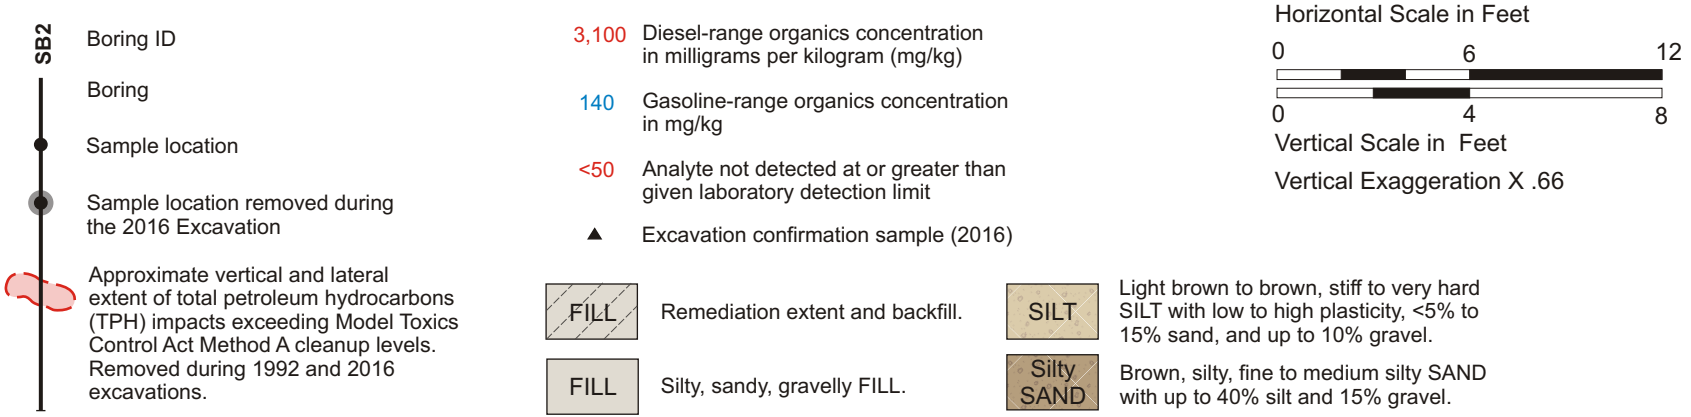 SB2
Boring ID
Boring
Sample location
Sample location removed during
the 2016 Excavation
Approximate vertical and lateral
extent of total petroleum hydrocarbons
(TPH) impacts exceeding Model Toxics
Control Act Method A cleanup levels.
Removed during 1992 and 2016
excavations.
3,100 Diesel-range organics concentration
in milligrams per kilogram (mg/kg)
140 Gasoline-range organics concentration
in mg/kg
<50 Analyte not detected at or greater than
given laboratory detection limit
Excavation confirmation sample (2016)
FILL Remediation extent and backfill.
FILL Silty, sandy, gravelly FILL.
Horizontal Scale in Feet
0 6 12
0 4 8
Vertical Scale in Feet
Vertical Exaggeration X .66
SILT
Light brown to brown, stiff to very hard
SILT with low to high plasticity, <5% to
15% sand, and up to 10% gravel.
Silty
SAND
Brown, silty, fine to medium silty SAND
with up to 40% silt and 15% gravel.